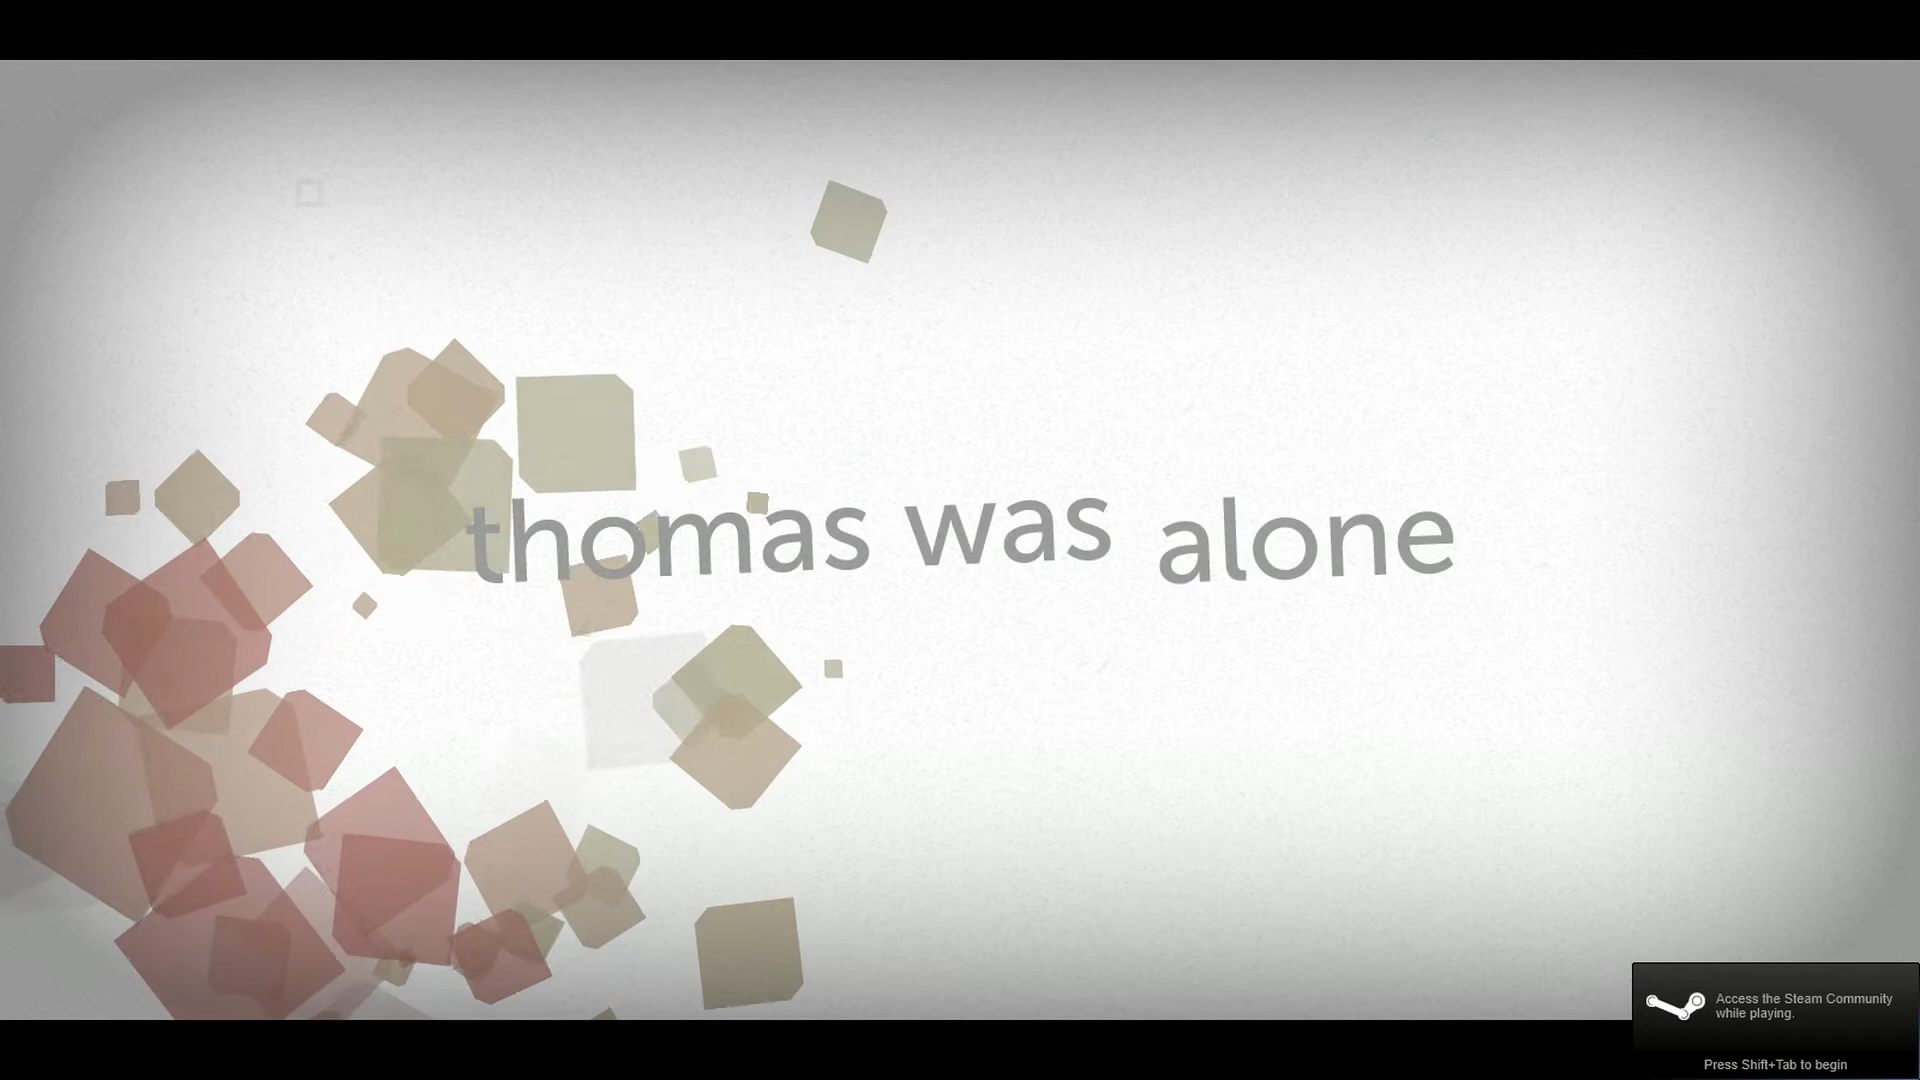 thomas was alone
Access the Steam Community
while playing.
Press Shift+Tab to begin